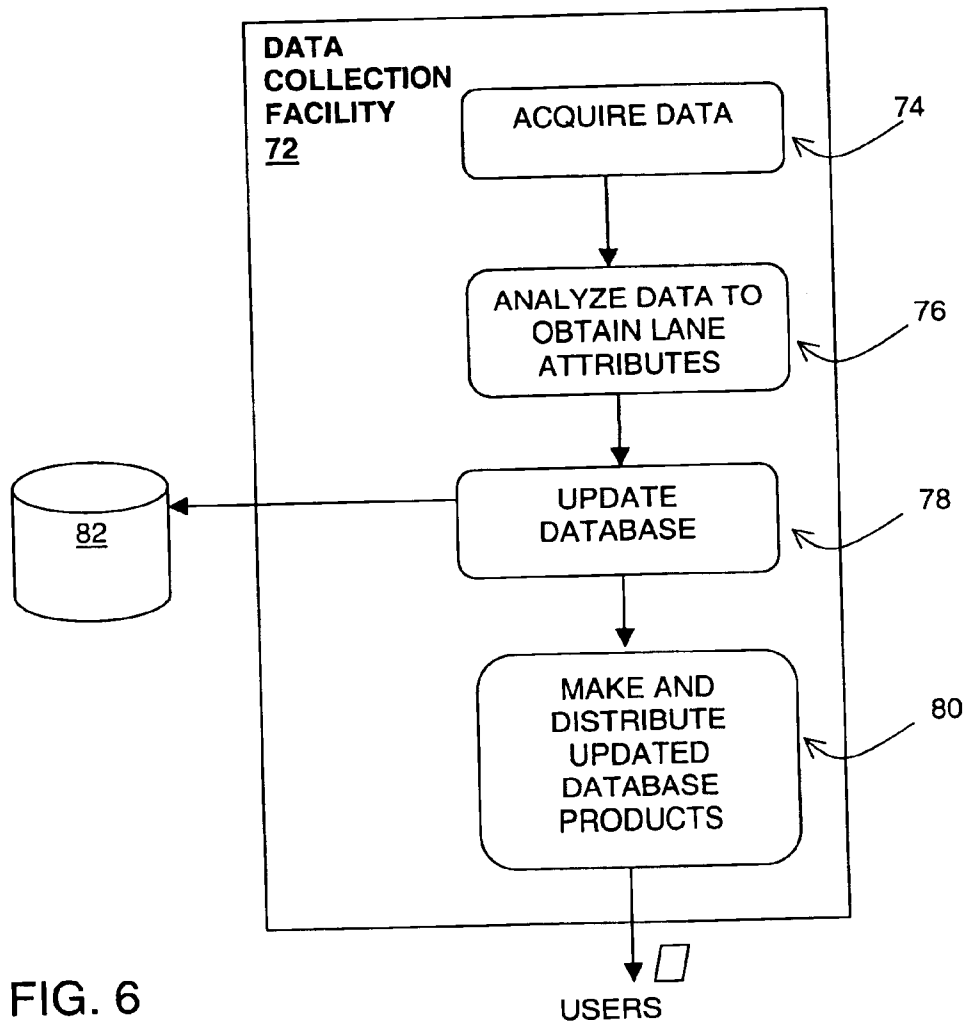 DATA
COLLECTION
FACILITY
72
ACQUIRE DATA
74
ANALYZE DATA TO
OBTAIN LANE
ATTRIBUTES
76
UPDATE
DATABASE
78
82
MAKE AND
DISTRIBUTE
UPDATED
DATABASE
PRODUCTS
80
USERS
FIG. 6